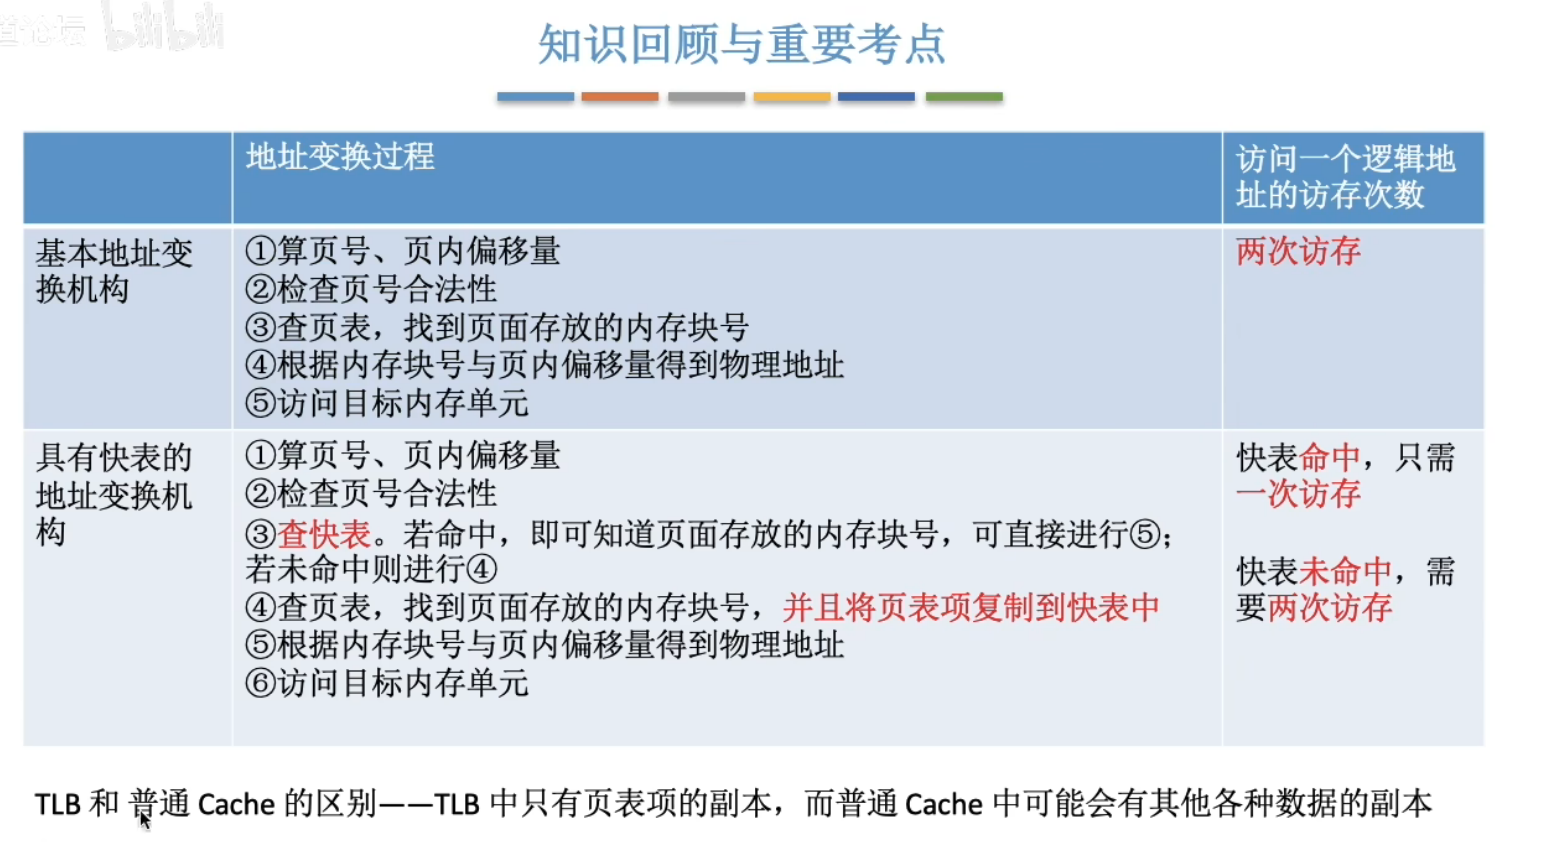 道论坛 bilibili
知识回顾与重要考点
地址变换过程
访问一个逻辑地
址的访存次数
基本地址变
换机构
①算页号、页内偏移量
②检查页号合法性
③查页表，找到页面存放的内存块号
④根据内存块号与页内偏移量得到物理地址
⑤访问目标内存单元
两次访存
具有快表的
地址变换机
构
①算页号、页内偏移量
②检查页号合法性
③查快表。若命中，即可知道页面存放的内存块号，可直接进行⑤；
若未命中则进行④
④查页表，找到页面存放的内存块号，并且将页表项复制到快表中
⑤根据内存块号与页内偏移量得到物理地址
⑥访问目标内存单元
快表命中，只需
一次访存
快表未命中，需
要两次访存
TLB 和 普通 Cache 的区别——TLB 中只有页表项的副本，而普通 Cache 中可能会有其他各种数据的副本